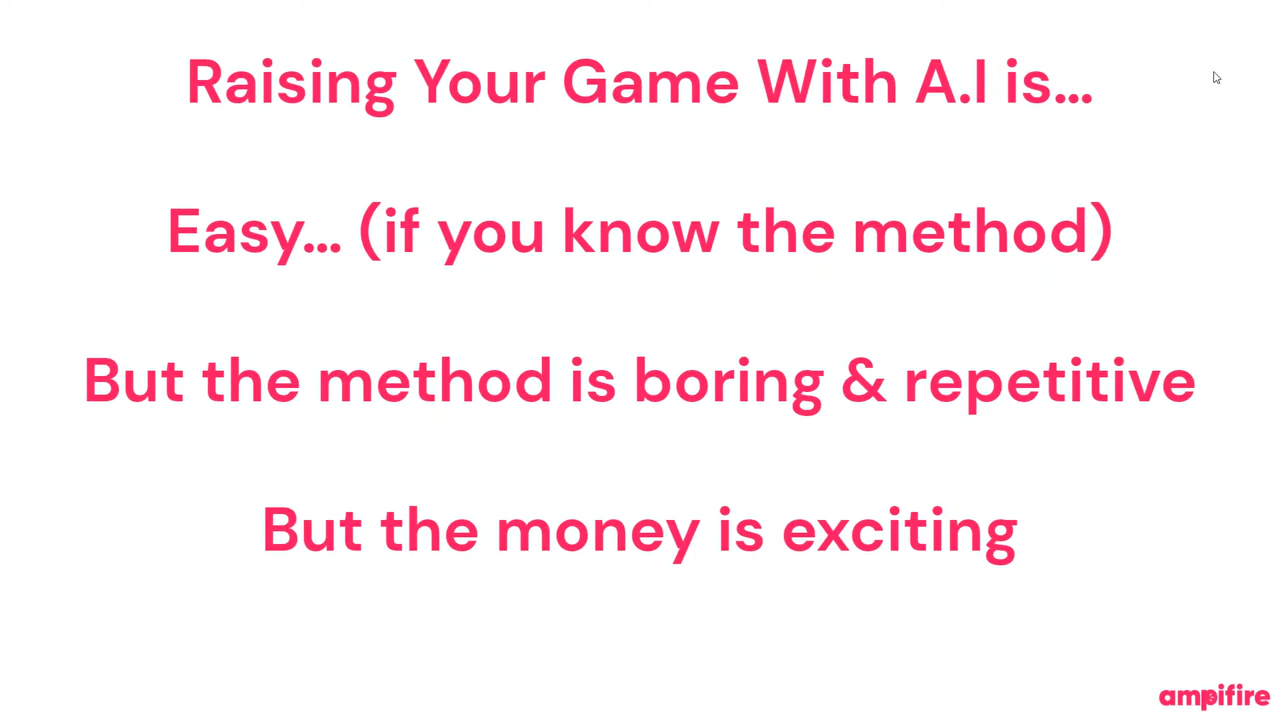 Raising Your Game With A.I is...
Easy... (if you know the method)
But the method is boring & repetitive
But the money is exciting
ampifire